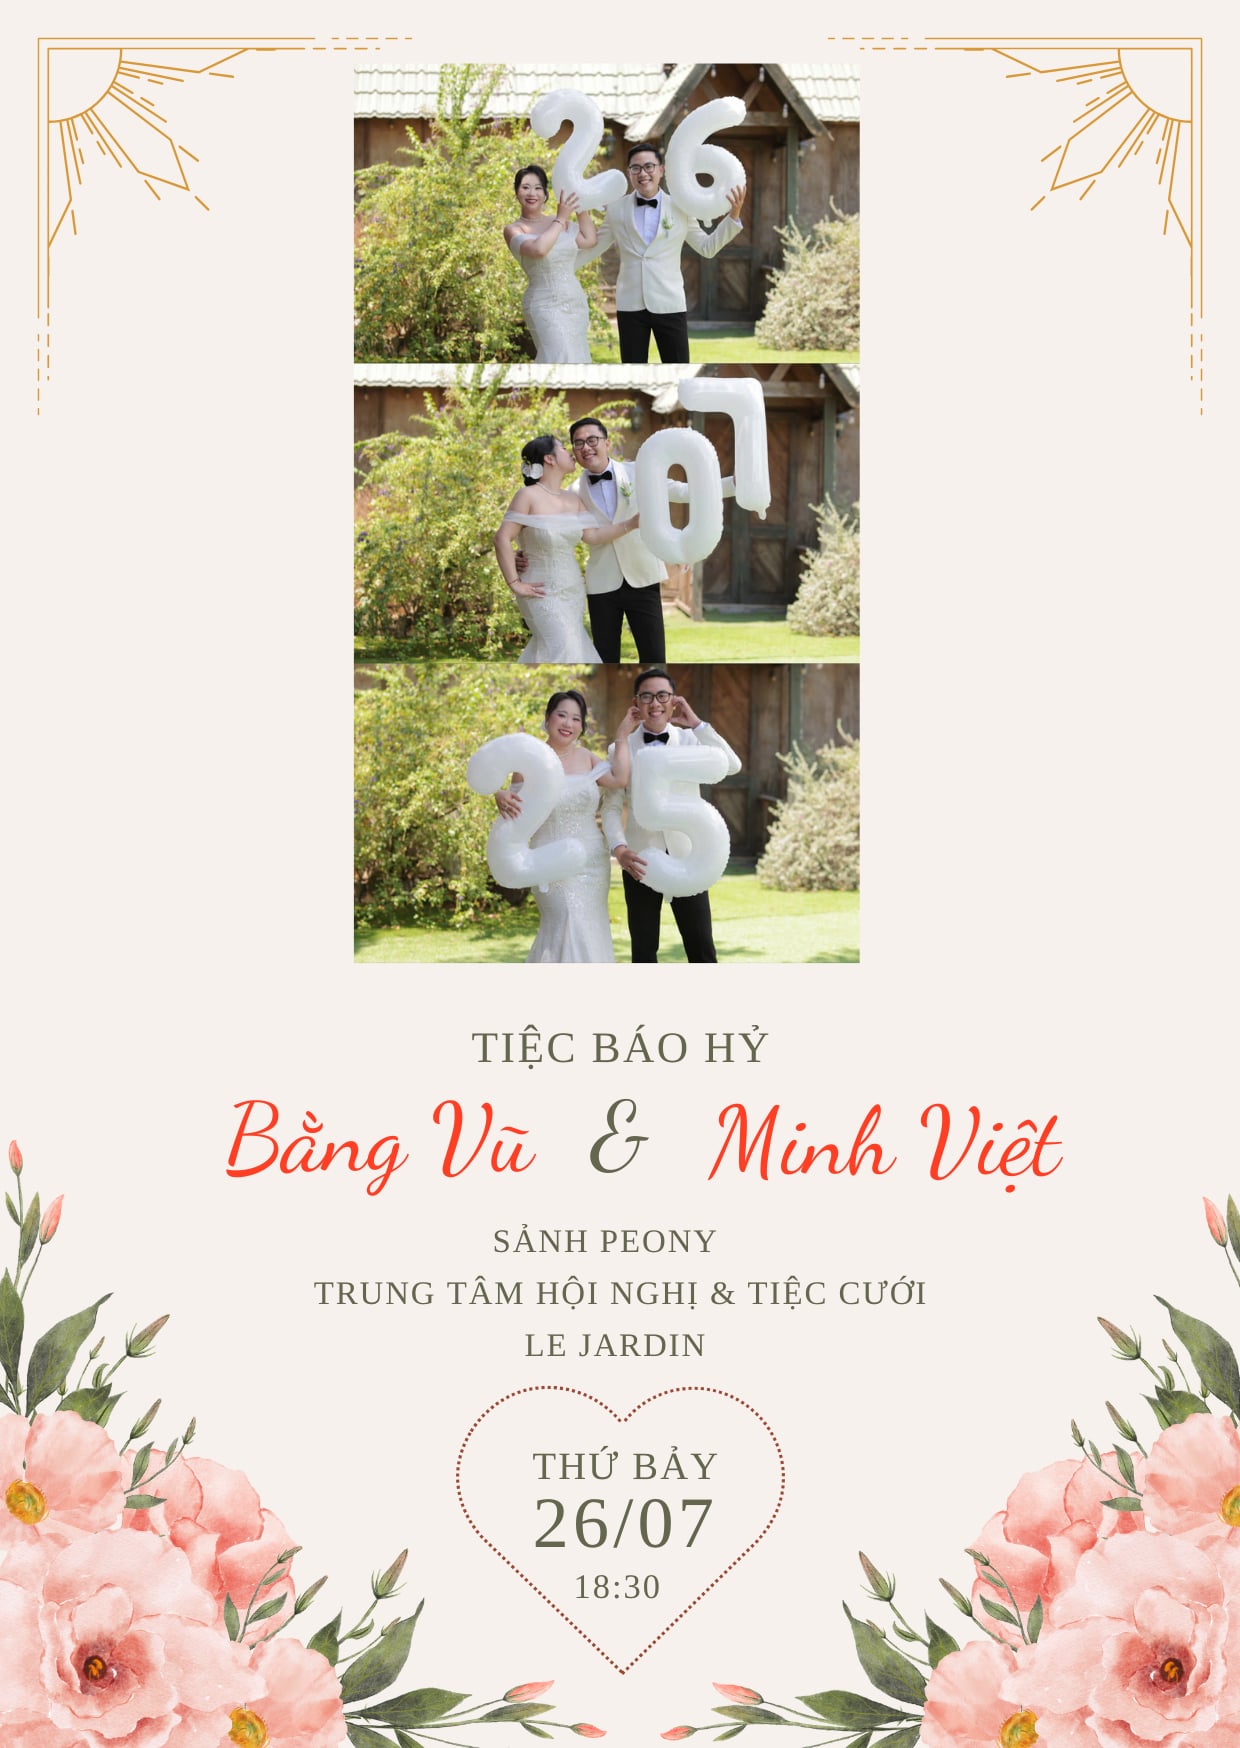 26
07
25
TIỆC BÁO HỶ
Bằng Vũ & Minh Việt
SẢNH PEONY
TRUNG TÂM HỘI NGHỊ & TIỆC CƯỚI
LE JARDIN
THỨ BẢY
26/07
18:30